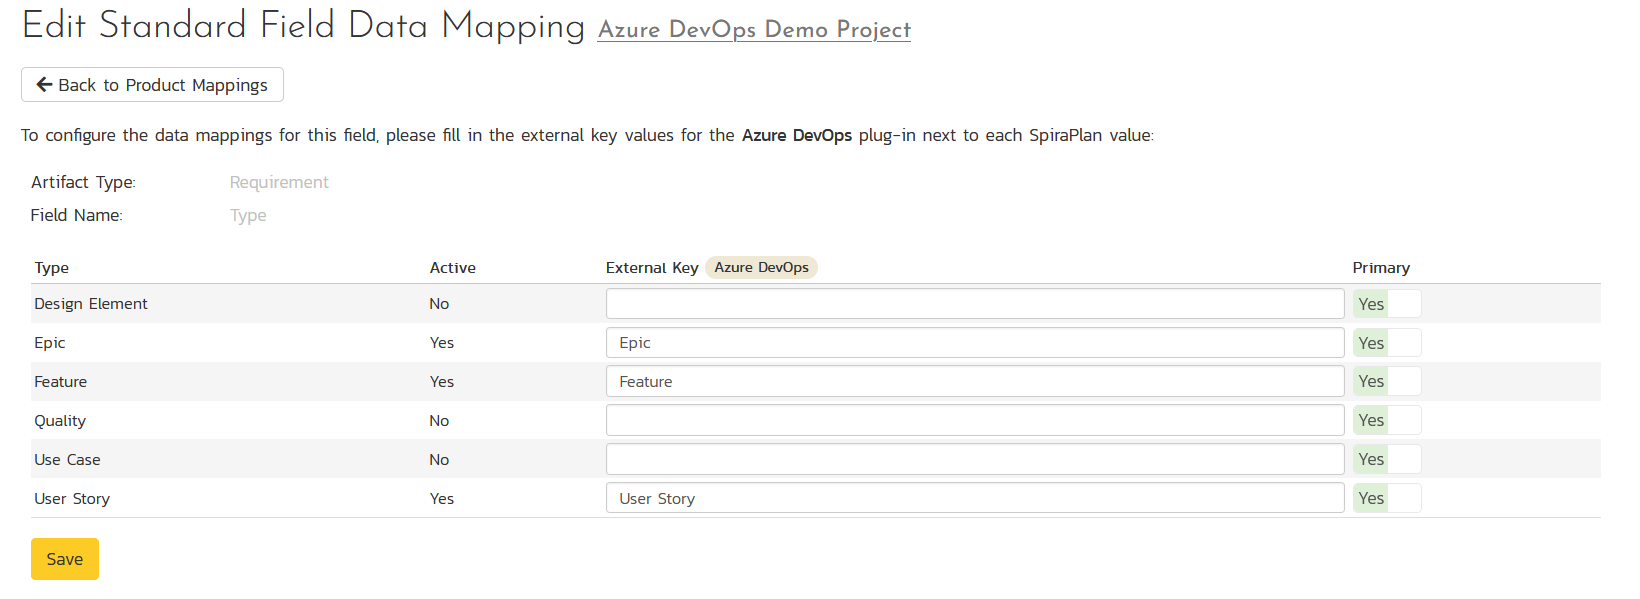 Edit Standard Field Data Mapping Azure DevOps Demo Project
Back to Product Mappings
To configure the data mappings for this field, please fill in the external key values for the Azure DevOps plug-in next to each SpiraPlan value:
Artifact Type: Requirement
Field Name: Type
Type Active External Key Azure DevOps Primary
Design Element No Yes
Epic Yes Epic Yes
Feature Yes Feature Yes
Quality No Yes
Use Case No Yes
User Story Yes User Story Yes
Save